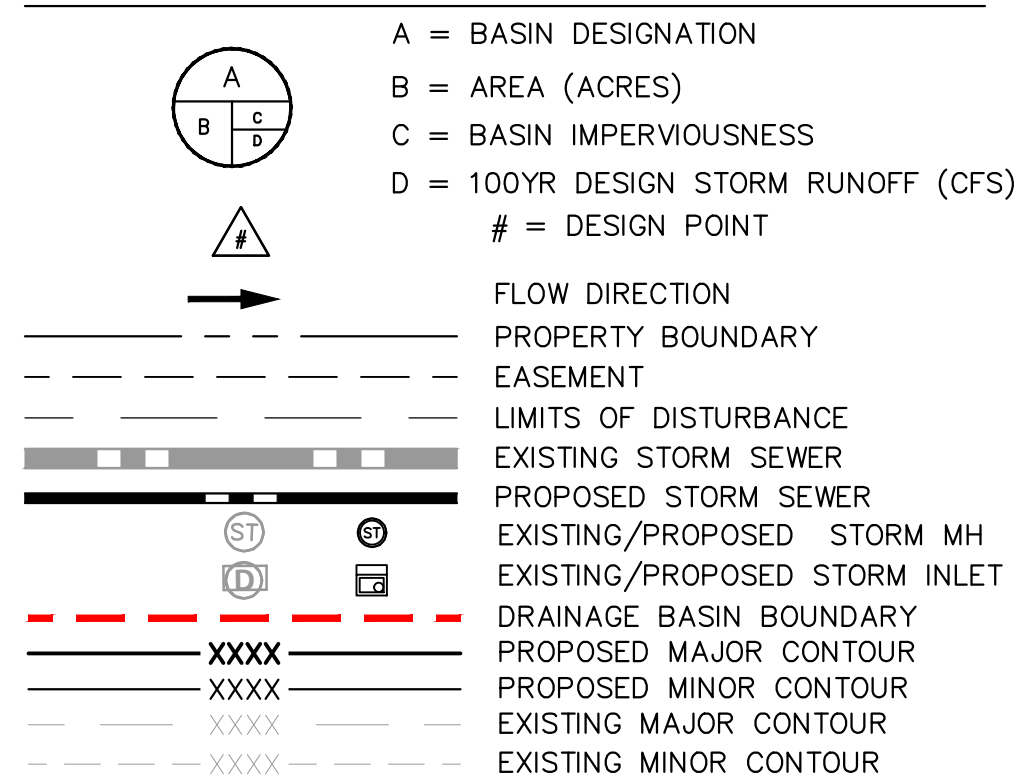 A = BASIN DESIGNATION
A
B = AREA (ACRES)
B
C
D
C = BASIN IMPERVIOUSNESS
D = 100YR DESIGN STORM RUNOFF (CFS)
# # = DESIGN POINT
FLOW DIRECTION
PROPERTY BOUNDARY
EASEMENT
LIMITS OF DISTURBANCE
EXISTING STORM SEWER
PROPOSED STORM SEWER
ST ST EXISTING/PROPOSED STORM MH
D EXISTING/PROPOSED STORM INLET
DRAINAGE BASIN BOUNDARY
XXXX PROPOSED MAJOR CONTOUR
XXXX PROPOSED MINOR CONTOUR
XXXX EXISTING MAJOR CONTOUR
XXXX EXISTING MINOR CONTOUR